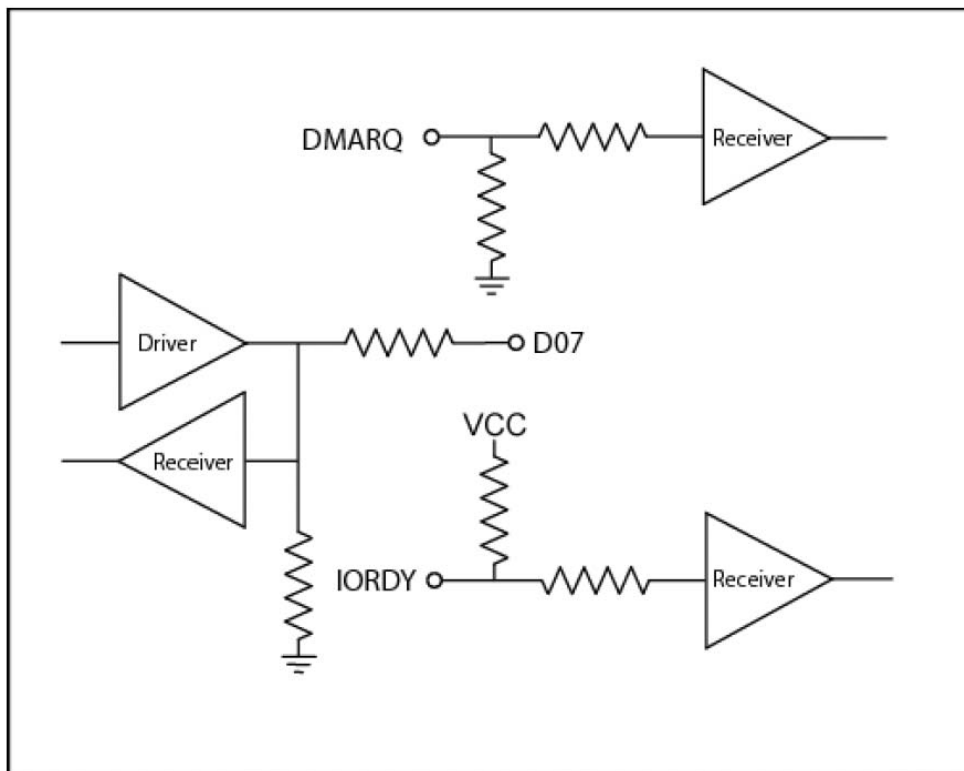 DMARQ
Receiver
Driver
D07
Receiver
VCC
IORDY
Receiver